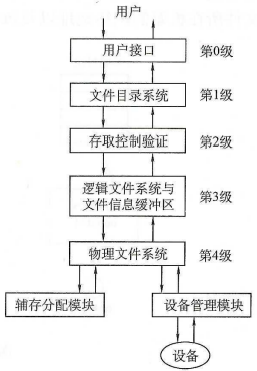 用户
用户接口 第0级
文件目录系统 第1级
存取控制验证 第2级
逻辑文件系统与
文件信息缓冲区 第3级
物理文件系统 第4级
辅存分配模块 设备管理模块
设备